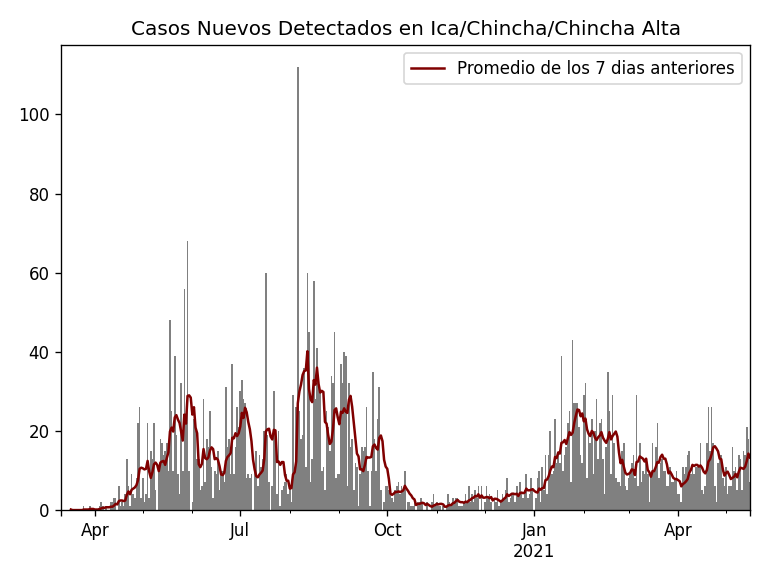 Casos Nuevos Detectados en Ica/Chincha/Chincha Alta
Promedio de los 7 dias anteriores
100
80
60
40
20
0
Apr Jul Oct Jan Apr
2021